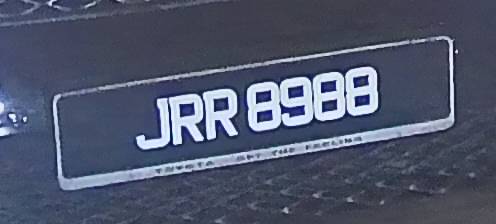 JRR 8988
TOYOTA GET THE FEELING